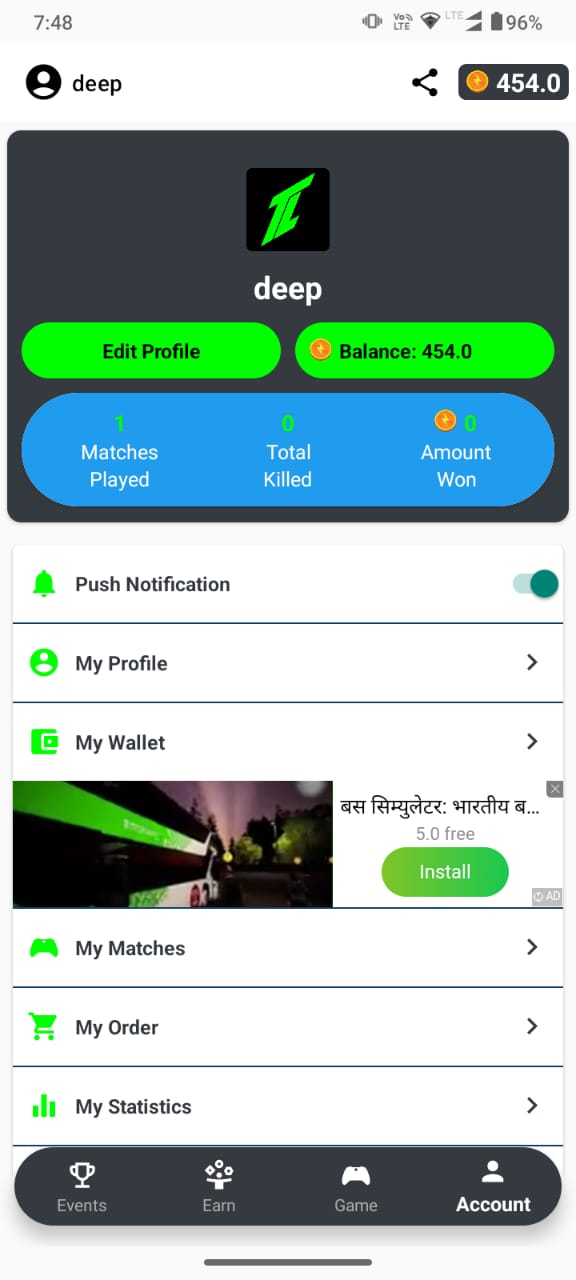 7:48
Vo
LTE
LTE
96%
deep
454.0
deep
Edit Profile
Balance: 454.0
1
Matches
Played
0
Total
Killed
0
Amount
Won
Push Notification
My Profile
My Wallet
बस सिम्युलेटर: भारतीय ब...
5.0 free
Install
AD
My Matches
My Order
My Statistics
Events
Earn
Game
Account